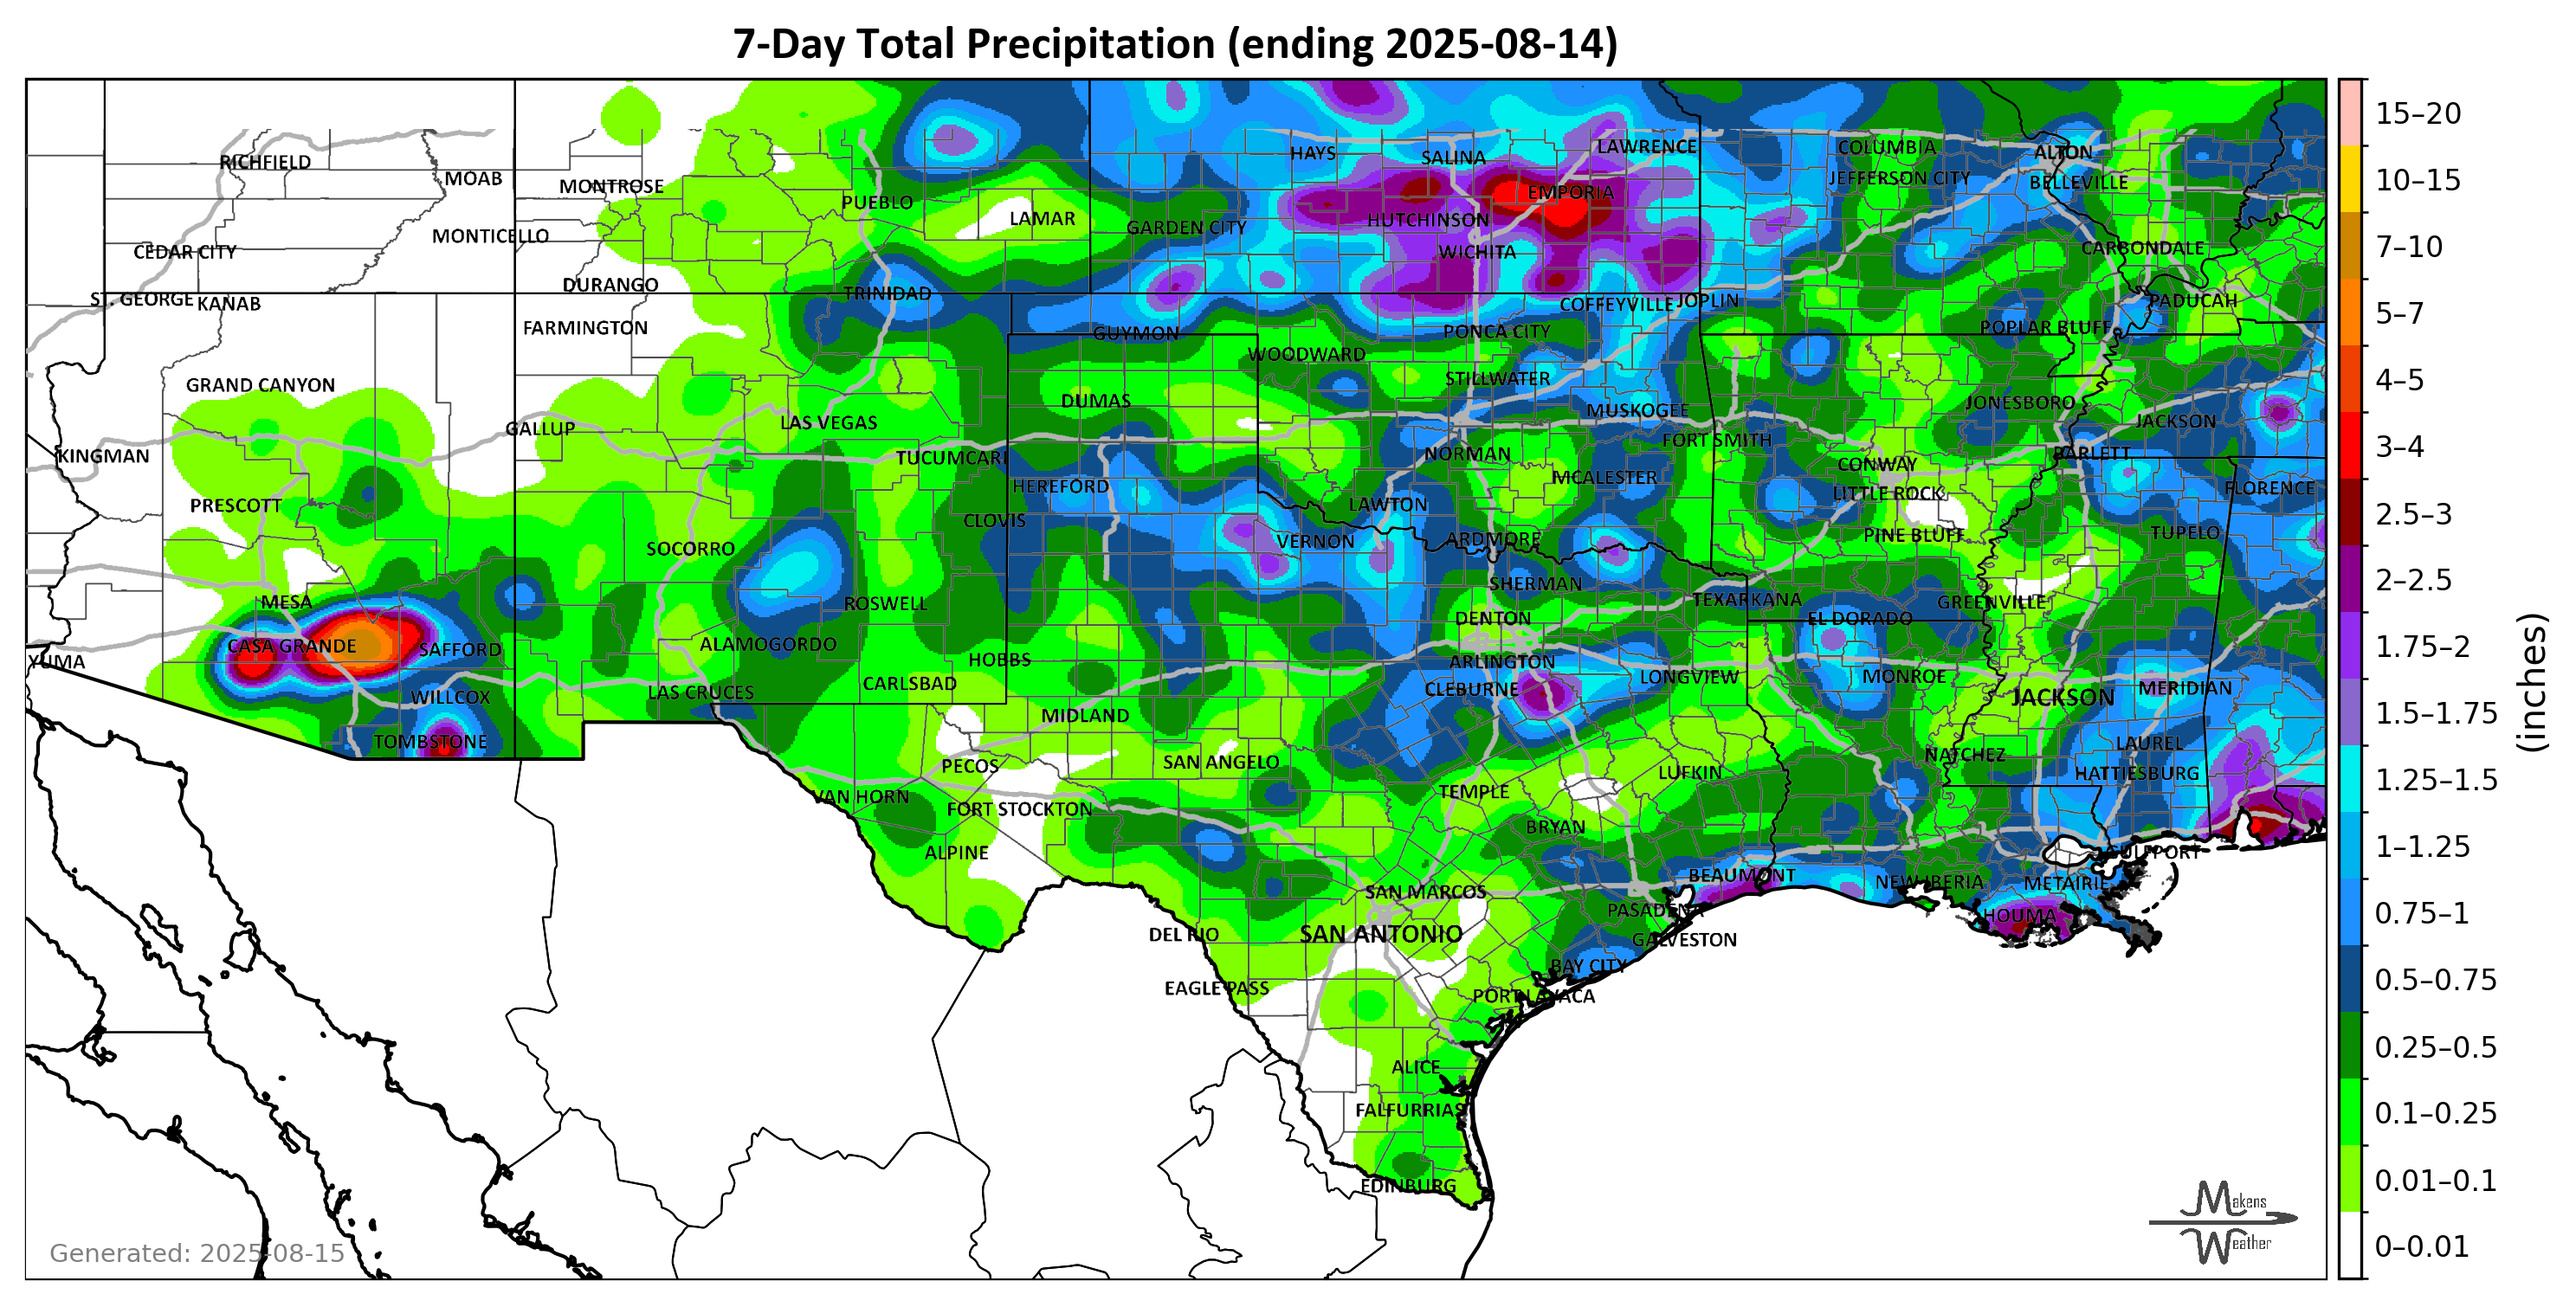 7-Day Total Precipitation (ending 2025-08-14)
RICHFIELD
MOAB
MONTROSE
PUEBLO
LAMAR
HAYS
SALINA
LAWRENCE
COLUMBIA
ALTON
JEFFERSON CITY
BELLEVILLE
EMPORIA
HUTCHINSON
GARDEN CITY
WICHITA
CEDAR CITY
MONTICELLO
CARBONDALE
DURANGO
TRINIDAD
ST. GEORGE
KANAB
COFFEYVILLE
JOPLIN
PADUCAH
FARMINGTON
GUYMON
PONCA CITY
POPLAR BLUFF
WOODWARD
STILLWATER
GRAND CANYON
DUMAS
MUSKOGEE
JONESBORO
JACKSON
GALLUP
LAS VEGAS
FORT SMITH
KINGMAN
TUCUMCARI
NORMAN
BARLETT
CONWAY
MCALESTER
HEREFORD
LITTLE ROCK
FLORENCE
PRESCOTT
LAWTON
CLOVIS
TUPELO
PINE BLUFF
ARDMORE
VERNON
SOCORRO
SHERMAN
MESA
ROSWELL
TEXARKANA
GREENVILLE
DENTON
EL DORADO
CASA GRANDE
SAFFORD
ALAMOGORDO
YUMA
HOBBS
ARLINGTON
LONGVIEW
MONROE
CARLSBAD
CLEBURNE
MERIDIAN
WILLCOX
LAS CRUCES
JACKSON
MIDLAND
TOMBSTONE
LAUREL
NATCHEZ
PECOS
SAN ANGELO
LUFKIN
HATTIESBURG
VAN HORN
FORT STOCKTON
TEMPLE
BRYAN
ALPINE
GULFPORT
BEAUMONT
NEW IBERIA
METAIRIE
SAN MARCOS
PASADENA
HOUMA
DEL RIO
SAN ANTONIO
GALVESTON
BAY CITY
EAGLE PASS
PORT LAVACA
ALICE
FALFURRIAS
EDINBURG
Generated: 2025-08-15
Makens
Weather
15–20
10–15
7–10
5–7
4–5
3–4
2.5–3
2–2.5
1.75–2
1.5–1.75
1.25–1.5
1–1.25
0.75–1
0.5–0.75
0.25–0.5
0.1–0.25
0.01–0.1
0–0.01
(inches)